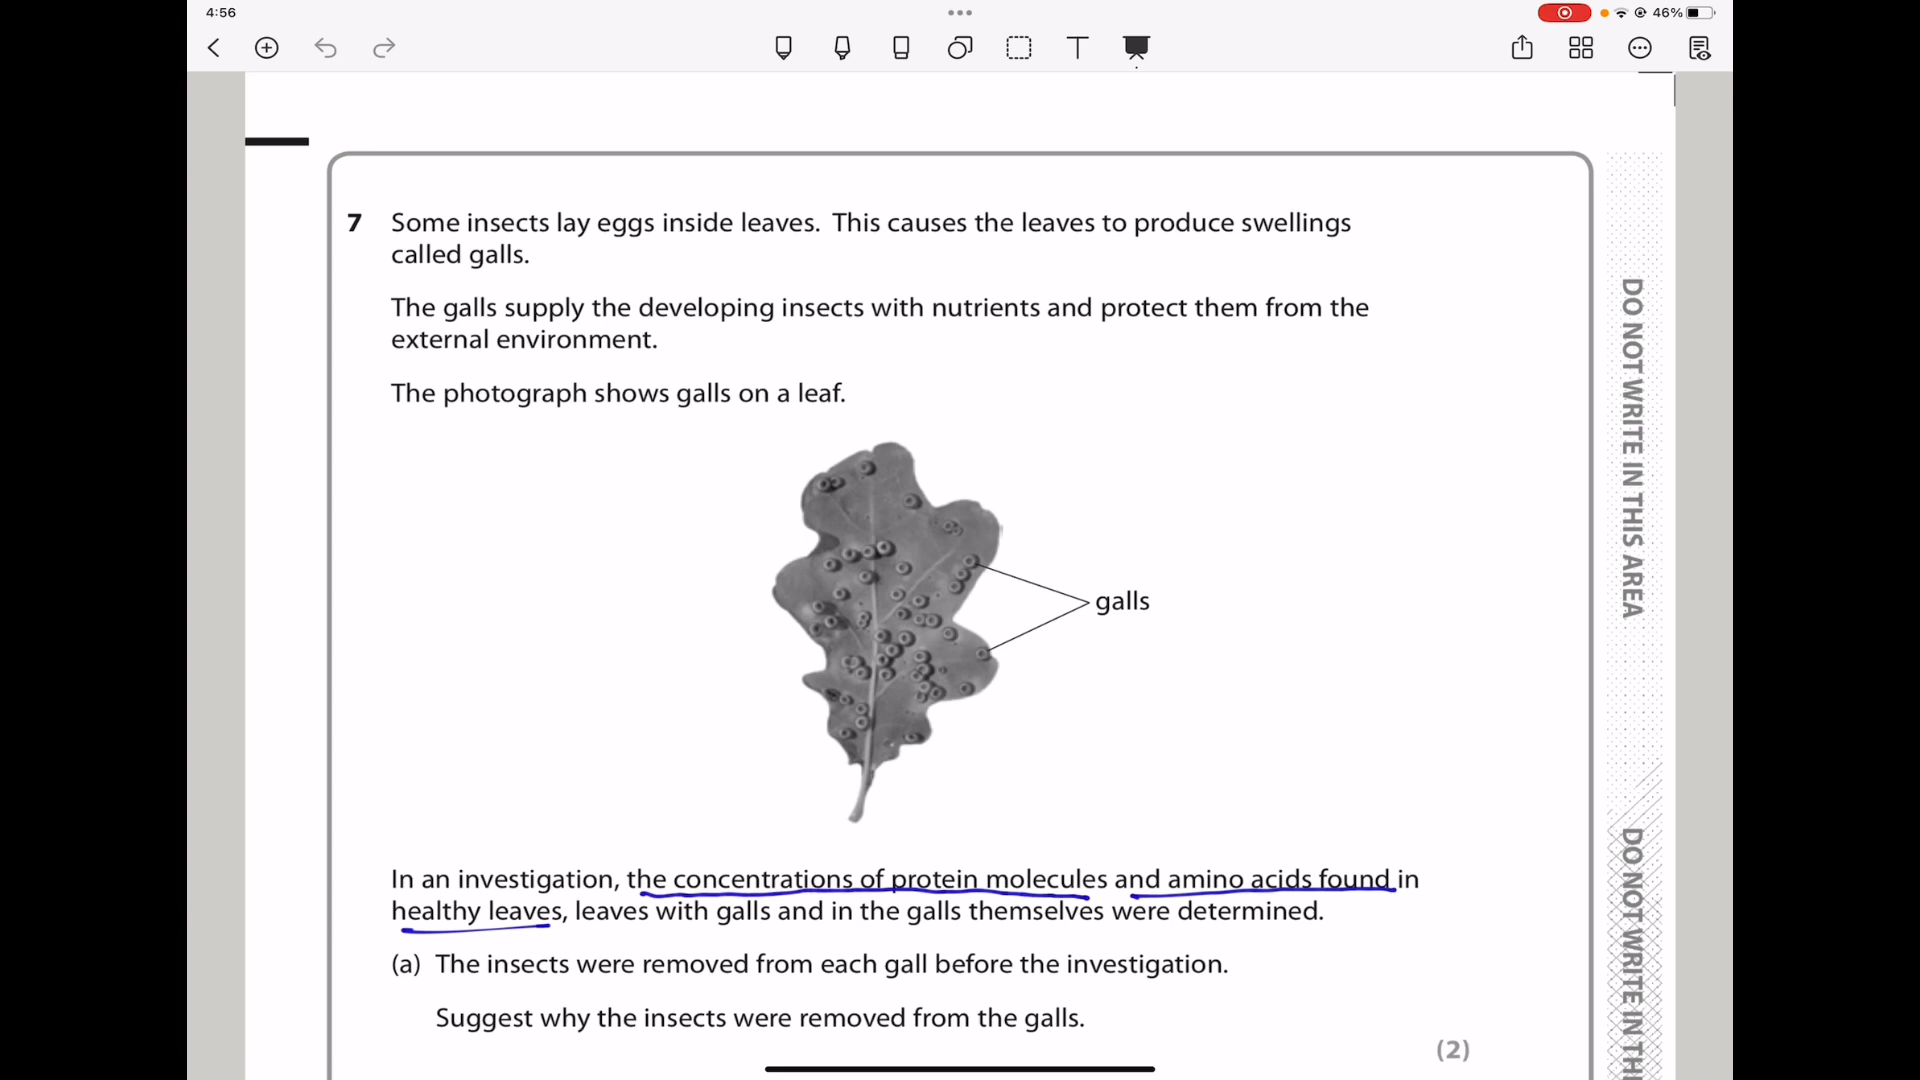 4:56
46%
T
7 Some insects lay eggs inside leaves. This causes the leaves to produce swellings
called galls.
The galls supply the developing insects with nutrients and protect them from the
external environment.
The photograph shows galls on a leaf.
galls
In an investigation, the concentrations of protein molecules and amino acids found in
healthy leaves, leaves with galls and in the galls themselves were determined.
(a) The insects were removed from each gall before the investigation.
Suggest why the insects were removed from the galls.
(2)
DO NOT WRITE IN THIS AREA
DO NOT WRITE IN TH